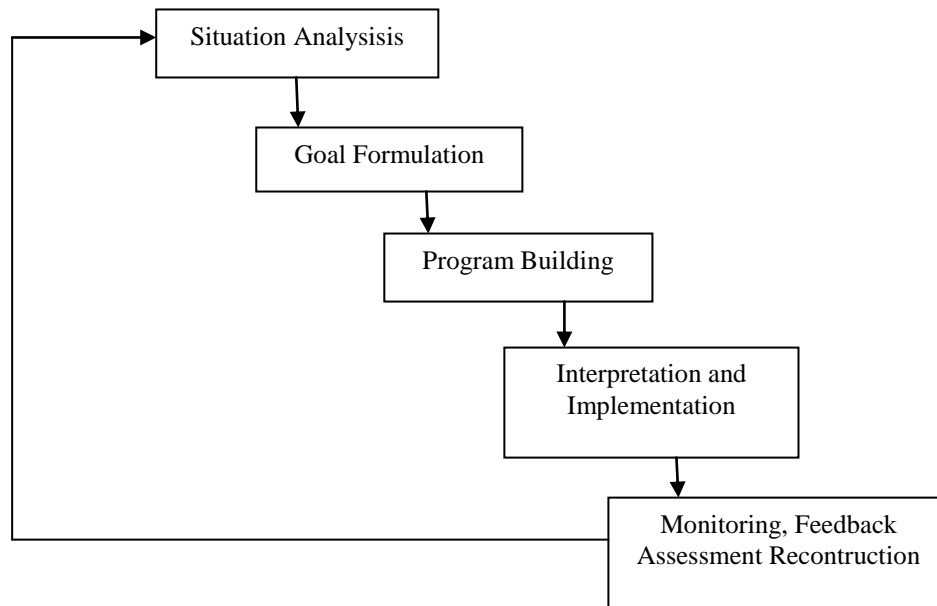 Situation Analysisis
Goal Formulation
Program Building
Interpretation and
Implementation
Monitoring, Feedback
Assessment Recontruction